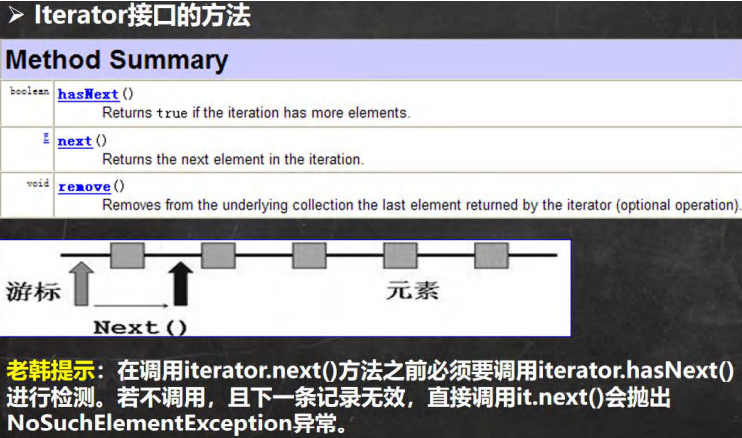 ➢ Iterator接口的方法
Method Summary
boolean hasNext()
Returns true if the iteration has more elements.
E next()
Returns the next element in the iteration.
void remove()
Removes from the underlying collection the last element returned by the iterator (optional operation).
游标
元素
Next()
老韩提示：在调用iterator.next()方法之前必须要调用iterator.hasNext()
进行检测。若不调用，且下一条记录无效，直接调用it.next()会抛出
NoSuchElementException异常。